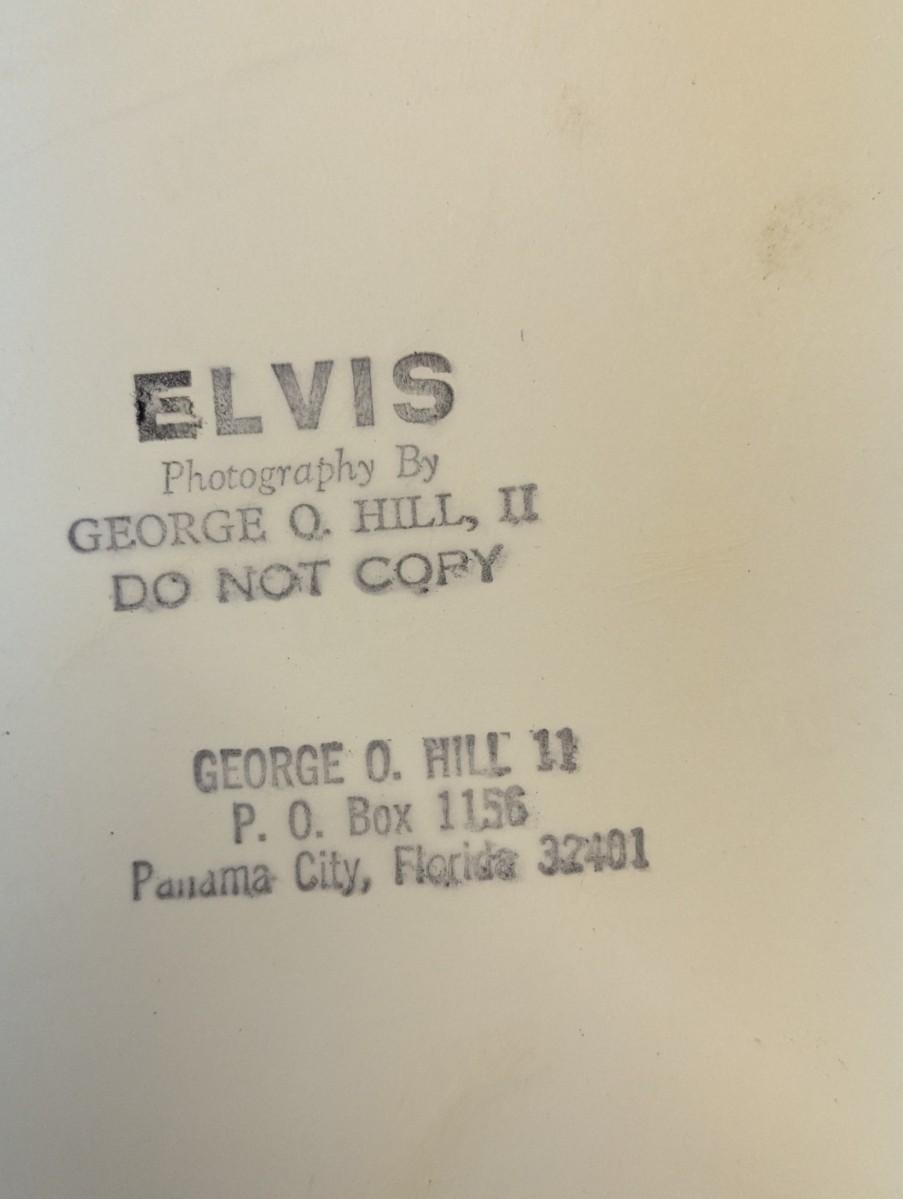 ELVIS
Photography By
GEORGE O. HILL, II
DO NOT COPY
GEORGE O. HILL 11
P. O. Box 1156
Panama City, Florida 32401